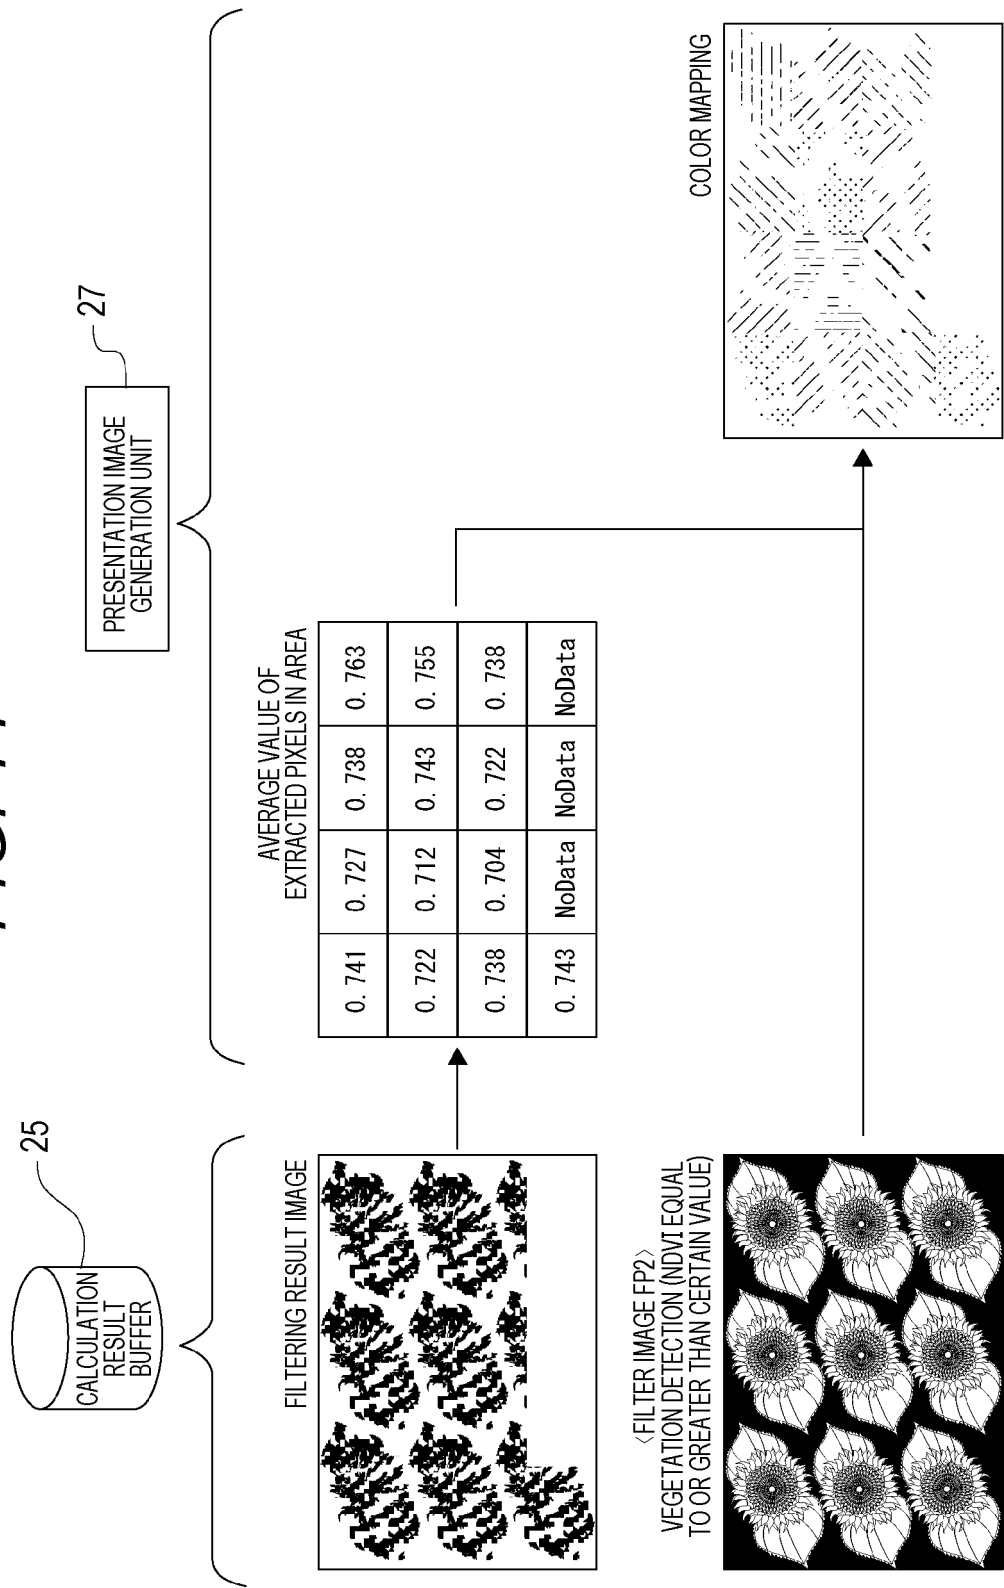 25
CALCULATION
RESULT
BUFFER
27
PRESENTATION IMAGE
GENERATION UNIT
FILTERING RESULT IMAGE
AVERAGE VALUE OF
EXTRACTED PIXELS IN AREA
0. 741 0. 727 0. 738 0. 763
0. 722 0. 712 0. 743 0. 755
0. 738 0. 704 0. 722 0. 738
0. 743 NoData NoData NoData
<FILTER IMAGE FP2>
VEGETATION DETECTION (NDVI EQUAL
TO OR GREATER THAN CERTAIN VALUE)
COLOR MAPPING